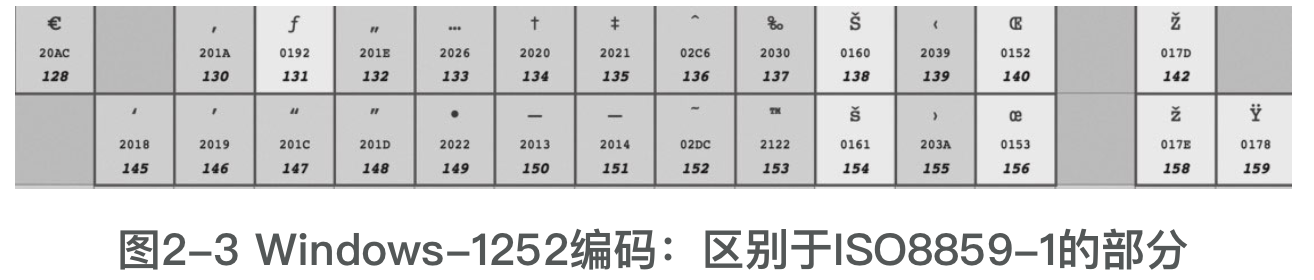 € ‚ ƒ „ … † ‡ ˆ ‰ Š ‹ Œ Ž
20AC 201A 0192 201E 2026 2020 2021 02C6 2030 0160 2039 0152 017D
128 130 131 132 133 134 135 136 137 138 139 140 142
‘ ’ “ ” • – — ˜ ™ š › œ ž Ÿ
2018 2019 201C 201D 2022 2013 2014 02DC 2122 0161 203A 0153 017E 0178
145 146 147 148 149 150 151 152 153 154 155 156 158 159
图2-3 Windows-1252编码：区别于ISO8859-1的部分